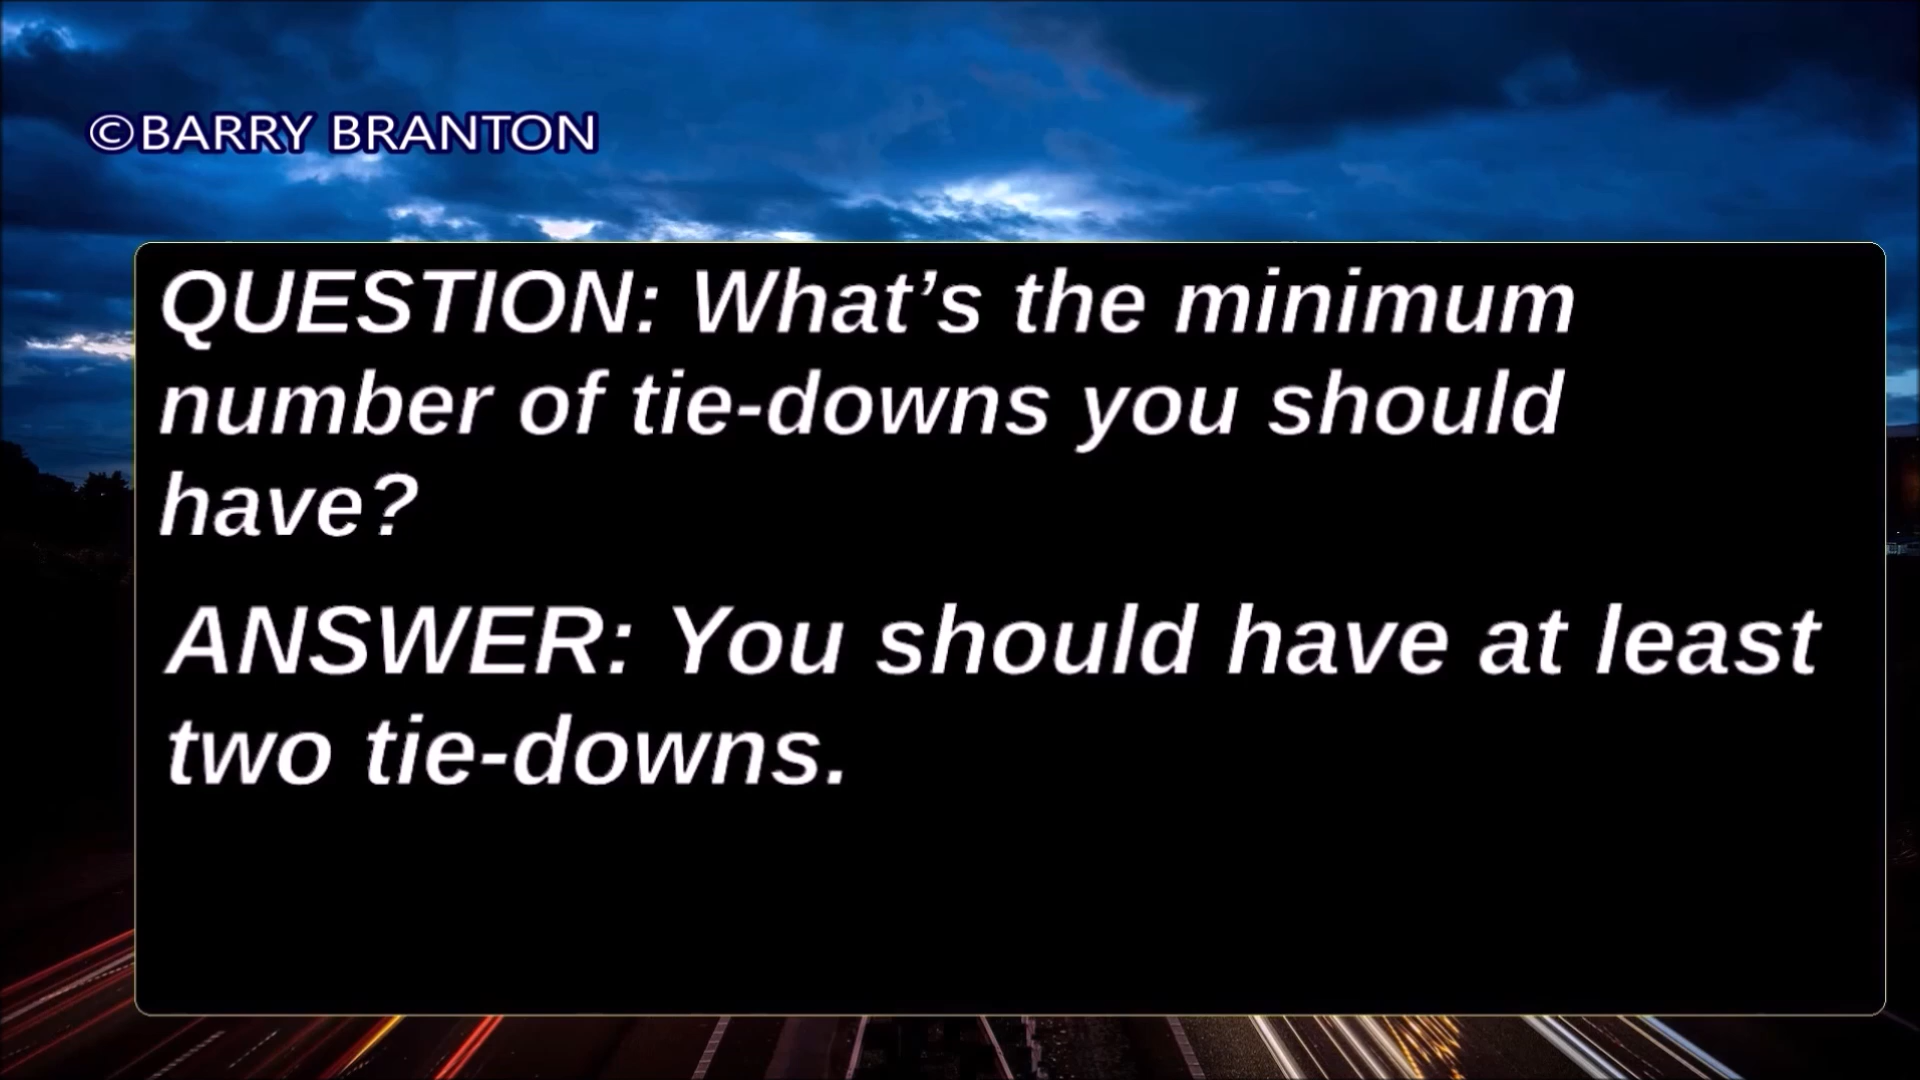 ©BARRY BRANTON
QUESTION: What’s the minimum
number of tie-downs you should
have?
ANSWER: You should have at least
two tie-downs.